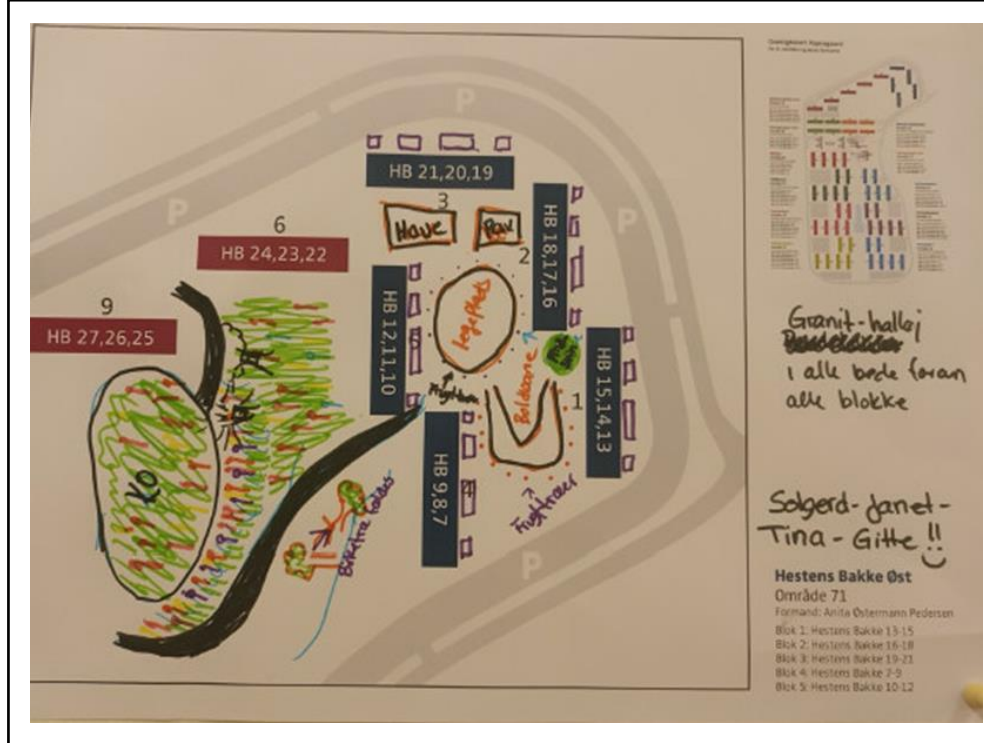 P
HB 21,20,19
3
Have
P
6
HB 24,23,22
HB 18,17,16
P
2
9
HB 27,26,25
HB 12,11,10
Legeplads
Boldbane
1
HB 15,14,13
KO
HB 9,8,7
4
Frugttræer
Birketræ holdes
P
Granit-halløj
i alle bede foran
alle blokke
Solgerd-Janet-
Tina-Gitte !!
Hestens Bakke Øst
Område 71
Formand: Anita Østermann Pedersen
Blok 1: Hestens Bakke 13-15
Blok 2: Hestens Bakke 16-18
Blok 3: Hestens Bakke 19-21
Blok 4: Hestens Bakke 7-9
Blok 5: Hestens Bakke 10-12